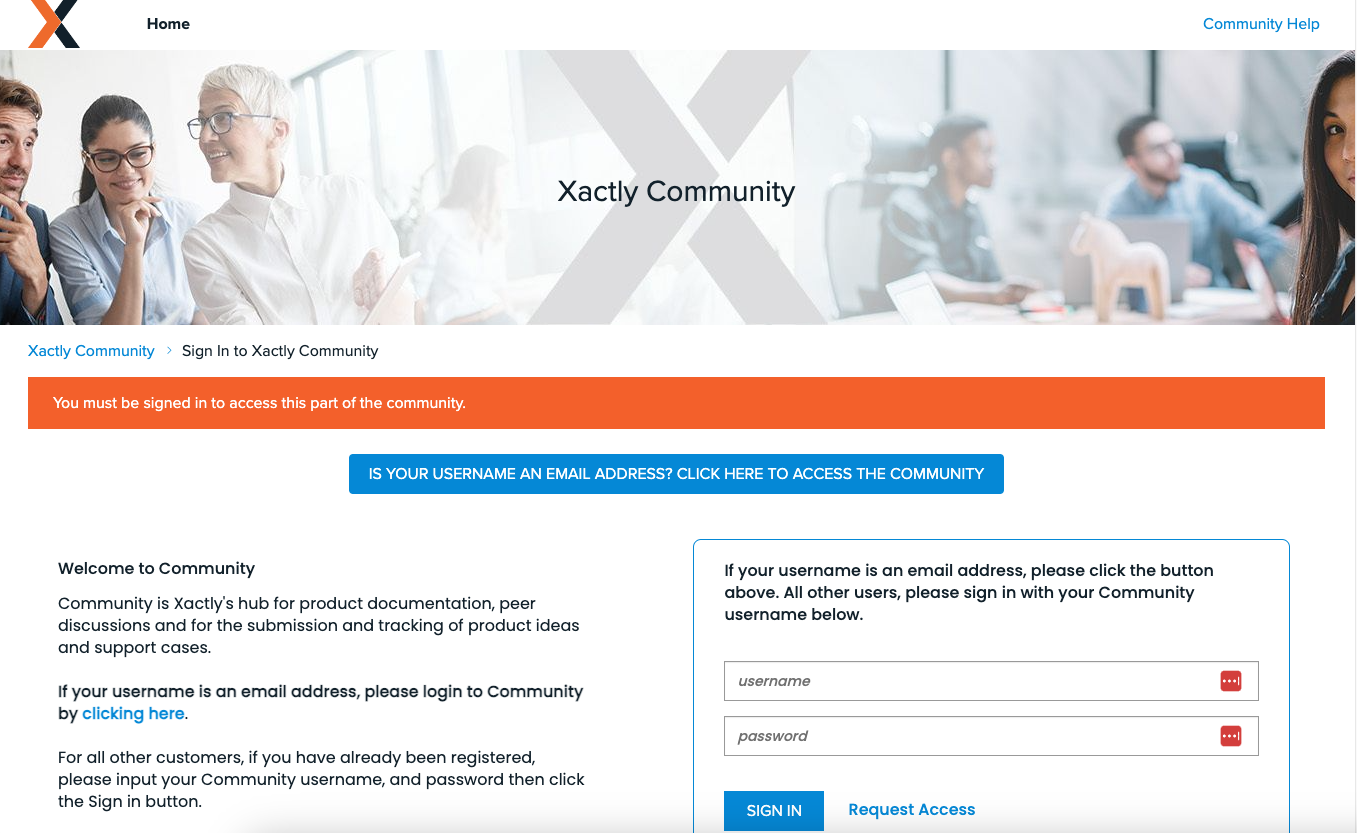 Home
Community Help
Xactly Community
Xactly Community > Sign In to Xactly Community
You must be signed in to access this part of the community.
IS YOUR USERNAME AN EMAIL ADDRESS? CLICK HERE TO ACCESS THE COMMUNITY
Welcome to Community
Community is Xactly's hub for product documentation, peer
discussions and for the submission and tracking of product ideas
and support cases.
If your username is an email address, please login to Community
by clicking here.
For all other customers, if you have already been registered,
please input your Community username, and password then click
the Sign in button.
If your username is an email address, please click the button
above. All other users, please sign in with your Community
username below.
username
password
SIGN IN
Request Access